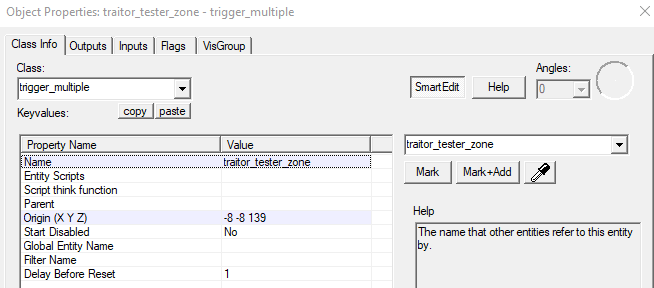 Object Properties: traitor_tester_zone - trigger_multiple
Class Info Outputs Inputs Flags VisGroup
Class:
trigger_multiple
SmartEdit Help
Angles:
0
Keyvalues: copy paste
Property Name Value
Name traitor_tester_zone
Entity Scripts
Script think function
Parent
Origin (X Y Z) -8 -8 139
Start Disabled No
Global Entity Name
Filter Name
Delay Before Reset 1
traitor_tester_zone
Mark Mark+Add
Help
The name that other entities refer to this entity
by.